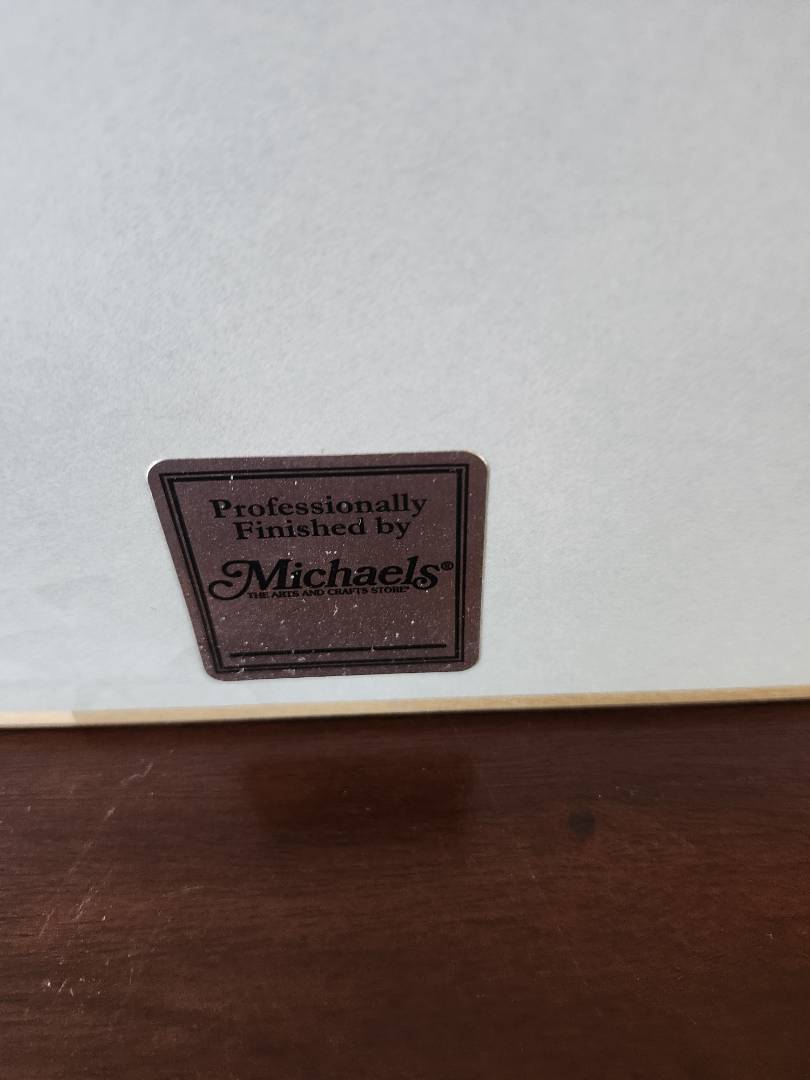 Professionally
Finished by
Michaels®
THE ARTS AND CRAFTS STORE®